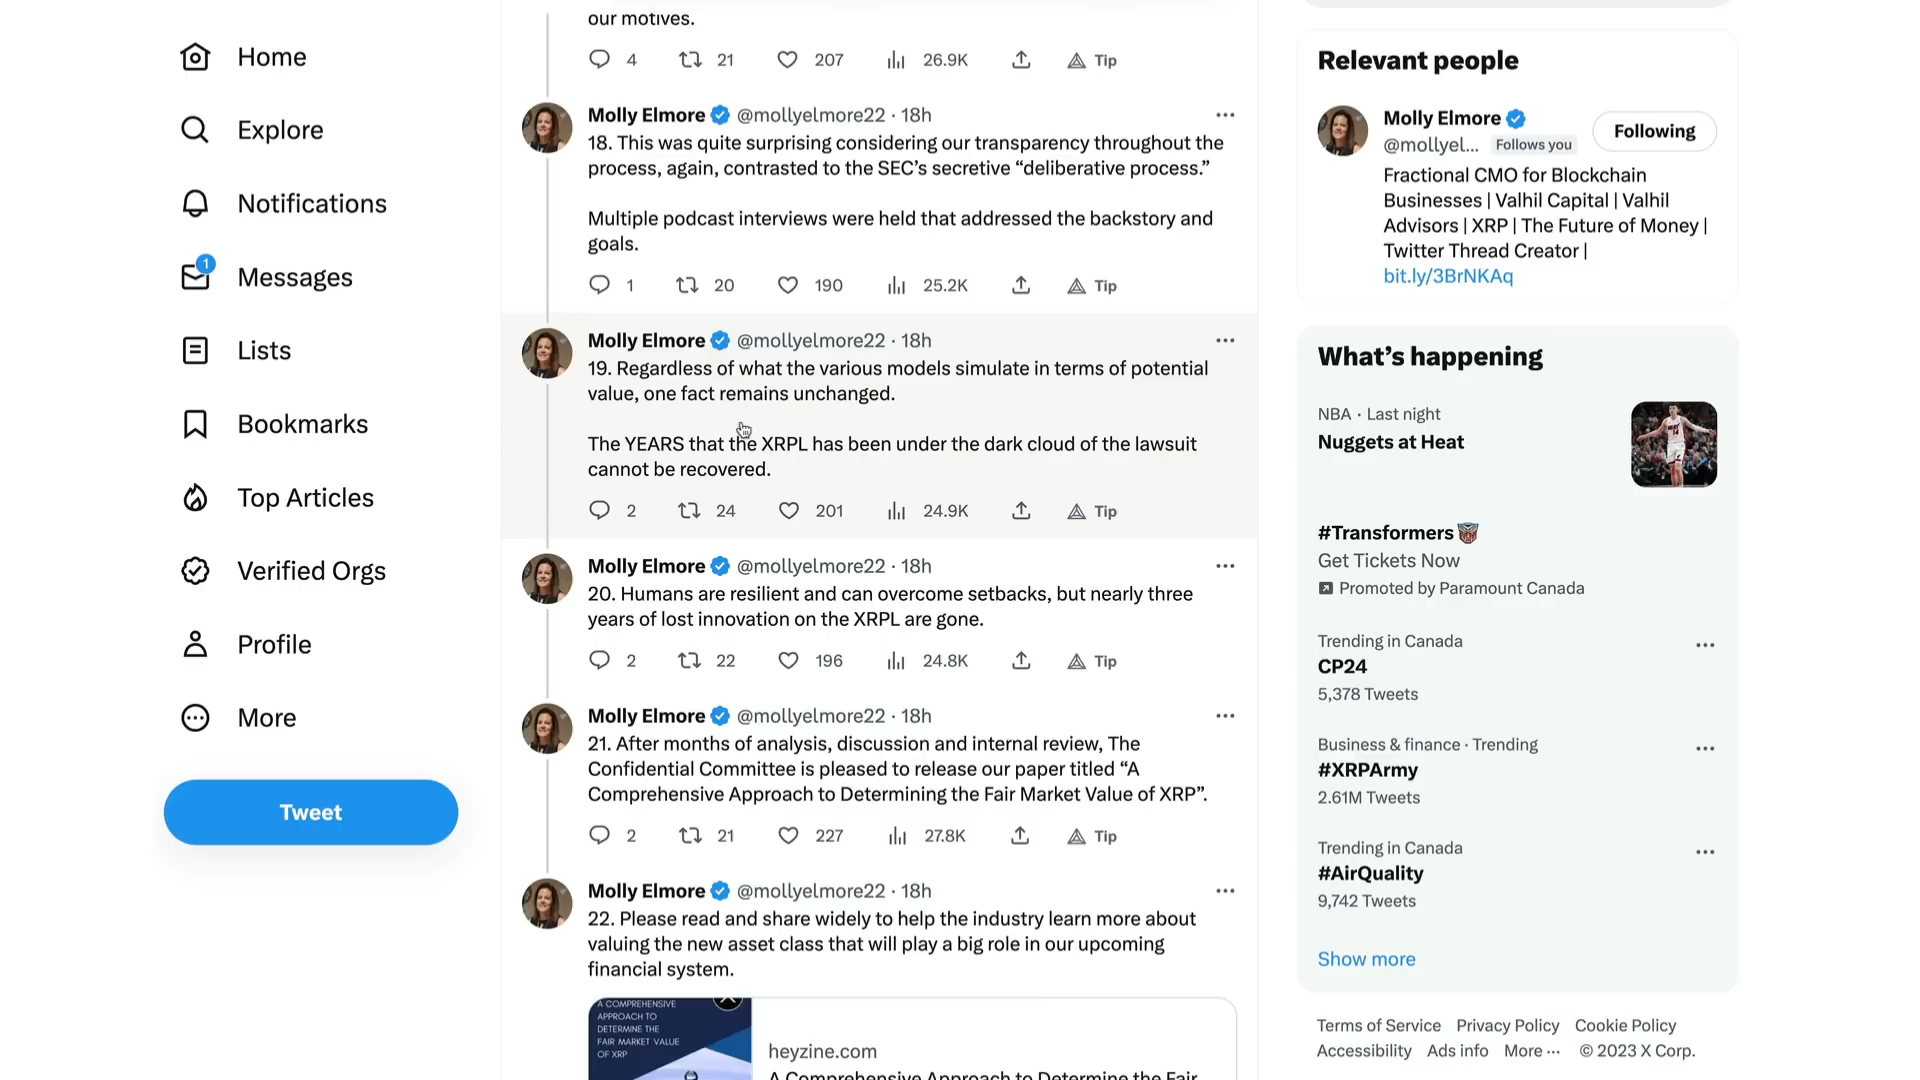 Home
Explore
Notifications
1
Messages
Lists
Bookmarks
Top Articles
Verified Orgs
Profile
More
Tweet
our motives.
4 21 207 26.9K Tip
Molly Elmore @mollyelmore22 · 18h
18. This was quite surprising considering our transparency throughout the
process, again, contrasted to the SEC’s secretive “deliberative process.”
Multiple podcast interviews were held that addressed the backstory and
goals.
1 20 190 25.2K Tip
Molly Elmore @mollyelmore22 · 18h
19. Regardless of what the various models simulate in terms of potential
value, one fact remains unchanged.
The YEARS that the XRPL has been under the dark cloud of the lawsuit
cannot be recovered.
2 24 201 24.9K Tip
Molly Elmore @mollyelmore22 · 18h
20. Humans are resilient and can overcome setbacks, but nearly three
years of lost innovation on the XRPL are gone.
2 22 196 24.8K Tip
Molly Elmore @mollyelmore22 · 18h
21. After months of analysis, discussion and internal review, The
Confidential Committee is pleased to release our paper titled “A
Comprehensive Approach to Determining the Fair Market Value of XRP”.
2 21 227 27.8K Tip
Molly Elmore @mollyelmore22 · 18h
22. Please read and share widely to help the industry learn more about
valuing the new asset class that will play a big role in our upcoming
financial system.
A COMPREHENSIVE
APPROACH TO
DETERMINE THE
FAIR MARKET VALUE
OF XRP
heyzine.com
A Comprehensive Approach to Determine the Fair
Relevant people
Molly Elmore
@mollyel... Follows you
Following
Fractional CMO for Blockchain
Businesses | Valhil Capital | Valhil
Advisors | XRP | The Future of Money |
Twitter Thread Creator |
bit.ly/3BrNKAq
What’s happening
NBA · Last night
Nuggets at Heat
#Transformers
Get Tickets Now
Promoted by Paramount Canada
Trending in Canada
CP24
5,378 Tweets
Business & finance · Trending
#XRPArmy
2.61M Tweets
Trending in Canada
#AirQuality
9,742 Tweets
Show more
Terms of Service Privacy Policy Cookie Policy
Accessibility Ads info More ··· © 2023 X Corp.